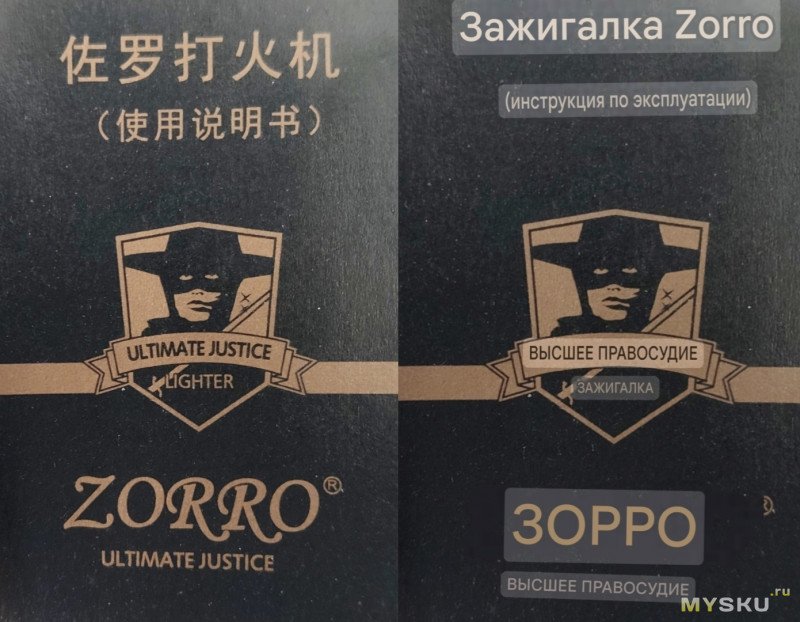 佐罗打火机
（使用说明书）
ULTIMATE JUSTICE
LIGHTER
ZORRO®
ULTIMATE JUSTICE
Зажигалка Zorro
(инструкция по эксплуатации)
ВЫСШЕЕ ПРАВОСУДИЕ
ЗАЖИГАЛКА
ЗОРРО
®
ВЫСШЕЕ ПРАВОСУДИЕ
MYSKU.ru